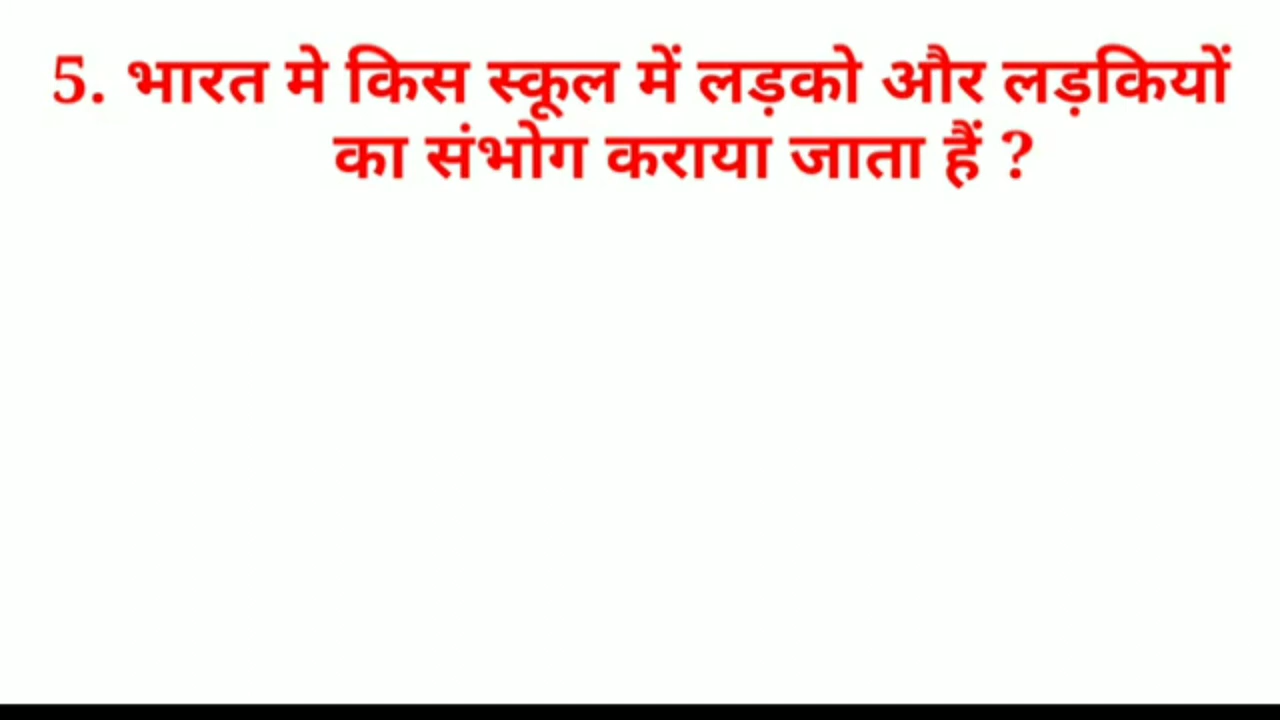 5. भारत मे किस स्कूल में लड़को और लड़कियों
का संभोग कराया जाता हैं ?